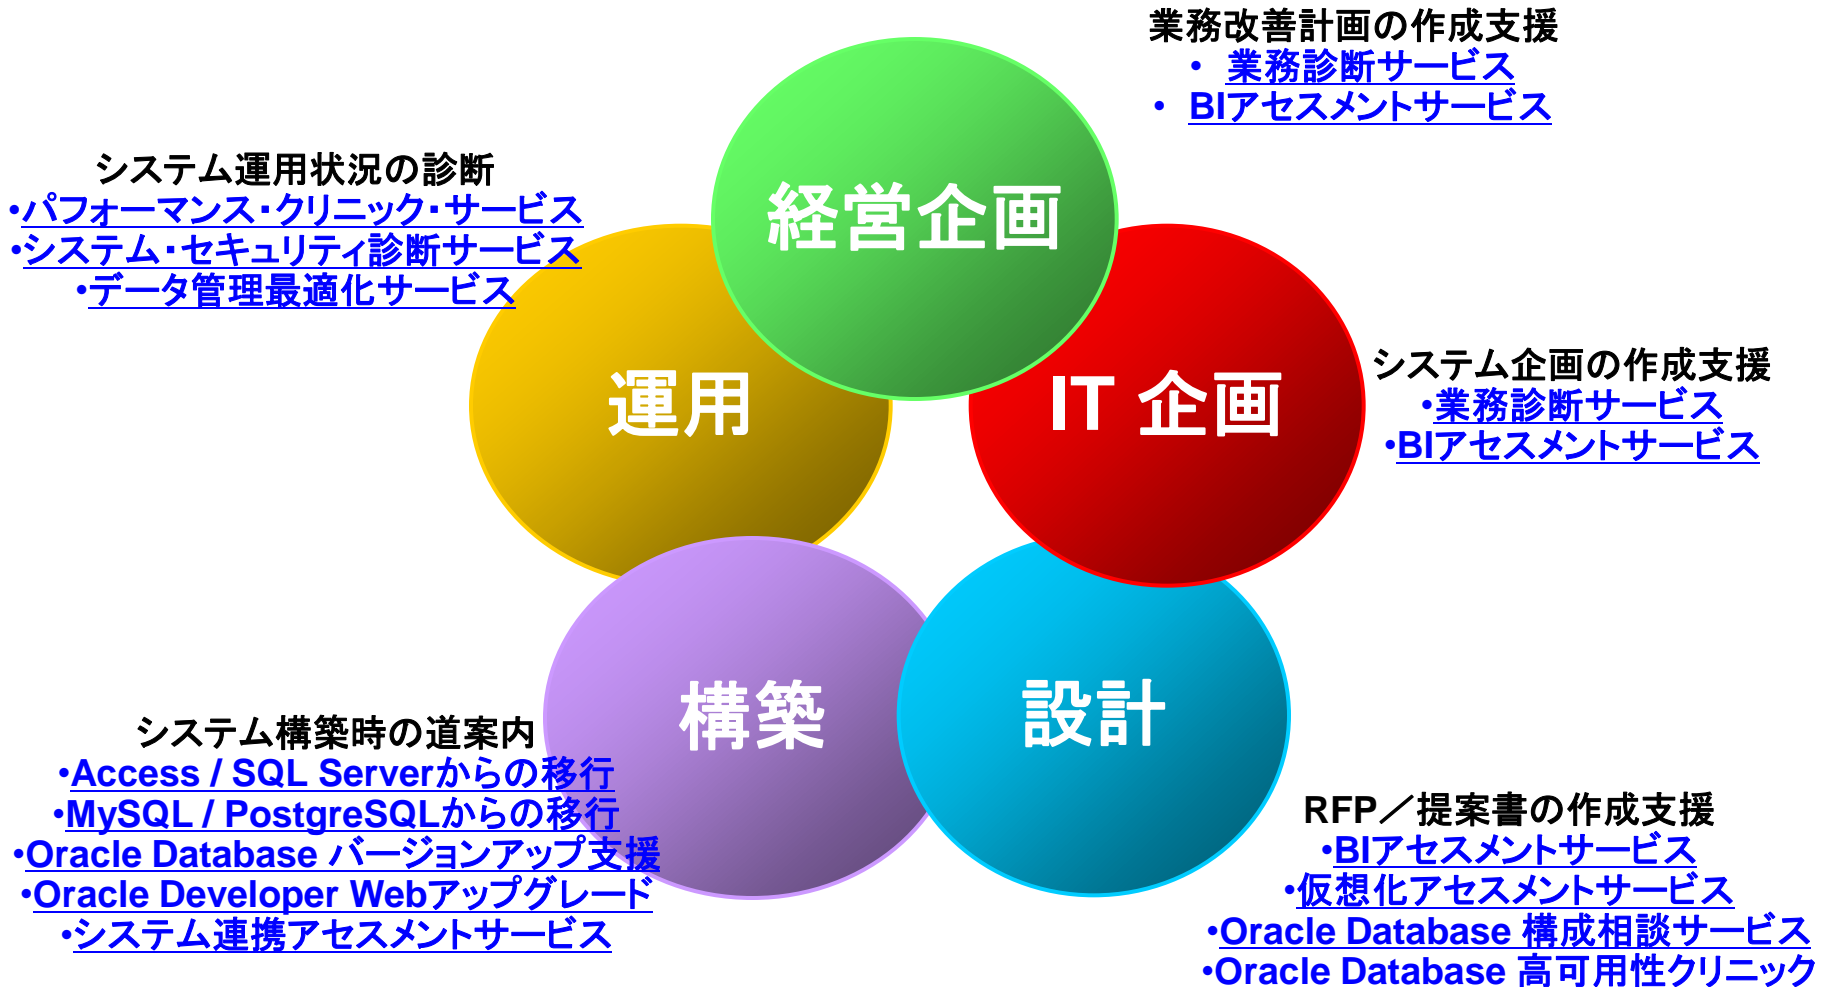 業務改善計画の作成支援
• 業務診断サービス
• BIアセスメントサービス
経営企画
システム運用状況の診断
•パフォーマンス・クリニック・サービス
•システム・セキュリティ診断サービス
•データ管理最適化サービス
運用
IT 企画
システム企画の作成支援
•業務診断サービス
•BIアセスメントサービス
構築
設計
システム構築時の道案内
•Access / SQL Serverからの移行
•MySQL / PostgreSQLからの移行
•Oracle Database バージョンアップ支援
•Oracle Developer Webアップグレード
•システム連携アセスメントサービス
RFP／提案書の作成支援
•BIアセスメントサービス
•仮想化アセスメントサービス
•Oracle Database 構成相談サービス
•Oracle Database 高可用性クリニック